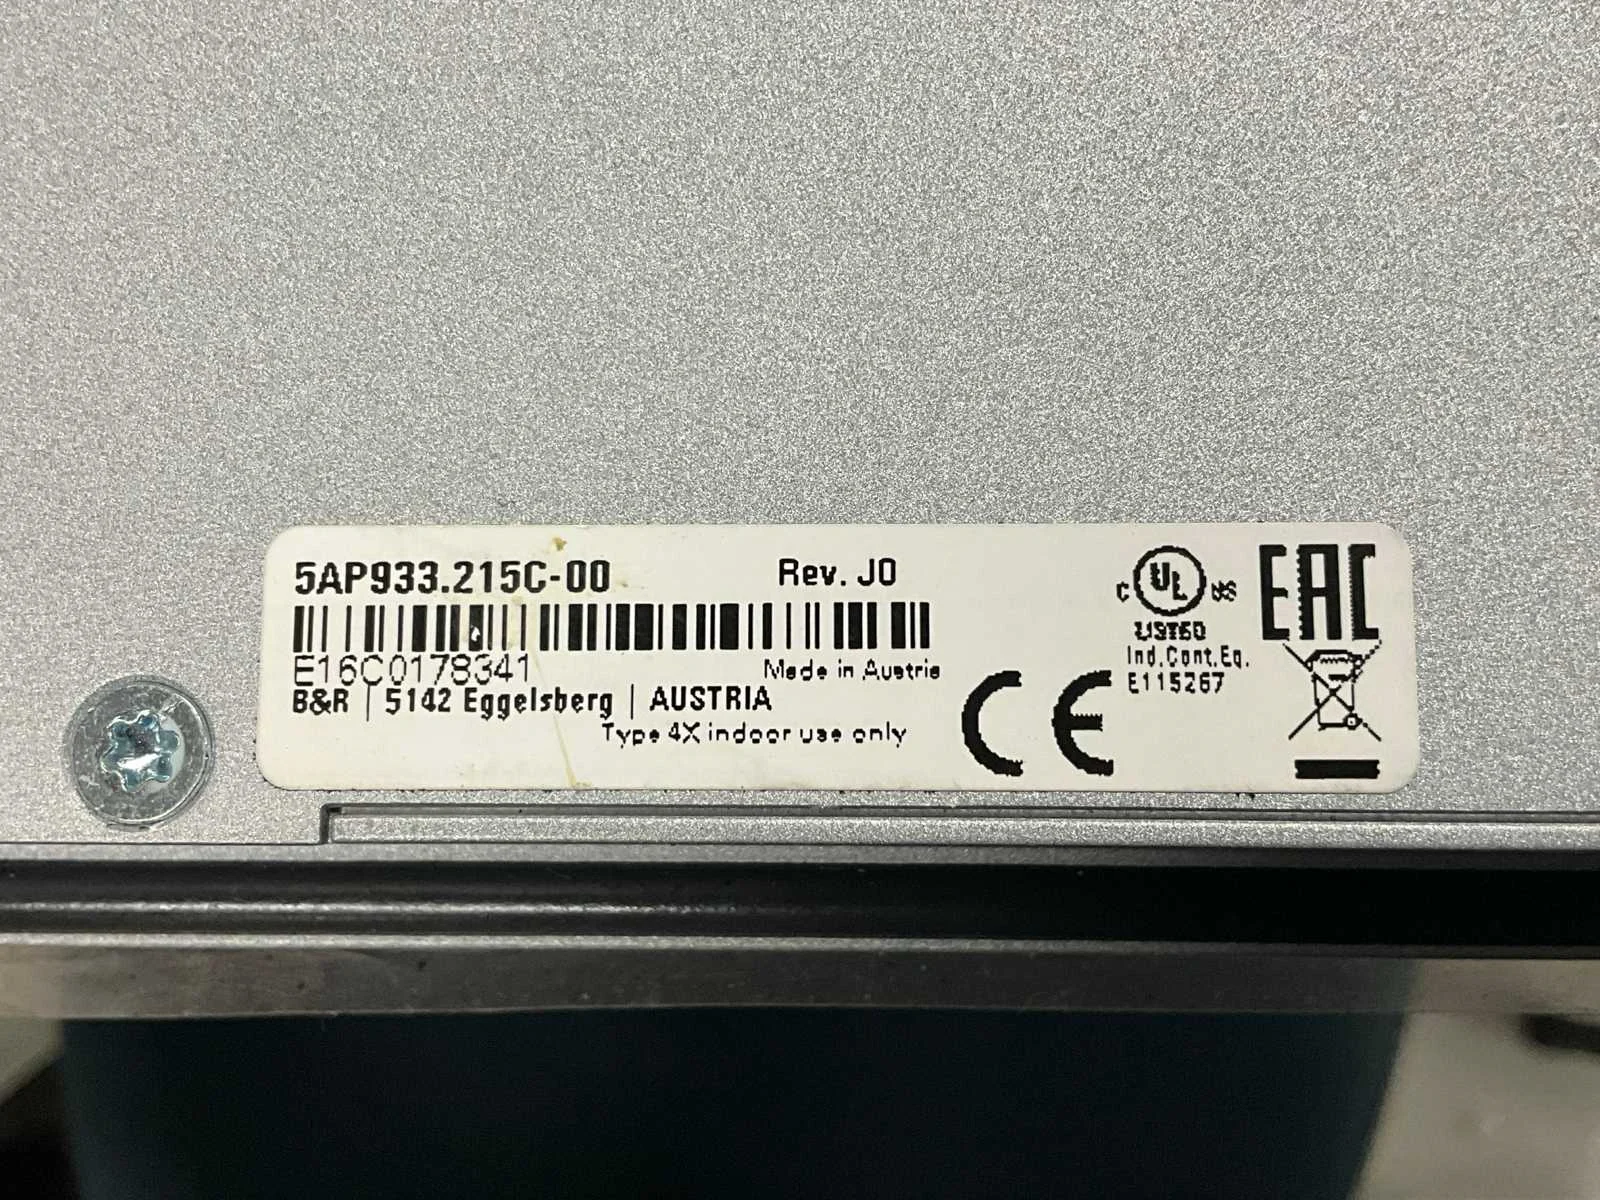 5AP933.215C-00 Rev. J0
E16C0178341 Made in Austria
B&R | 5142 Eggelsberg | AUSTRIA
Type 4X indoor use only
CE
C UL US
LISTED
Ind.Cont.Eq.
E115267
EAC